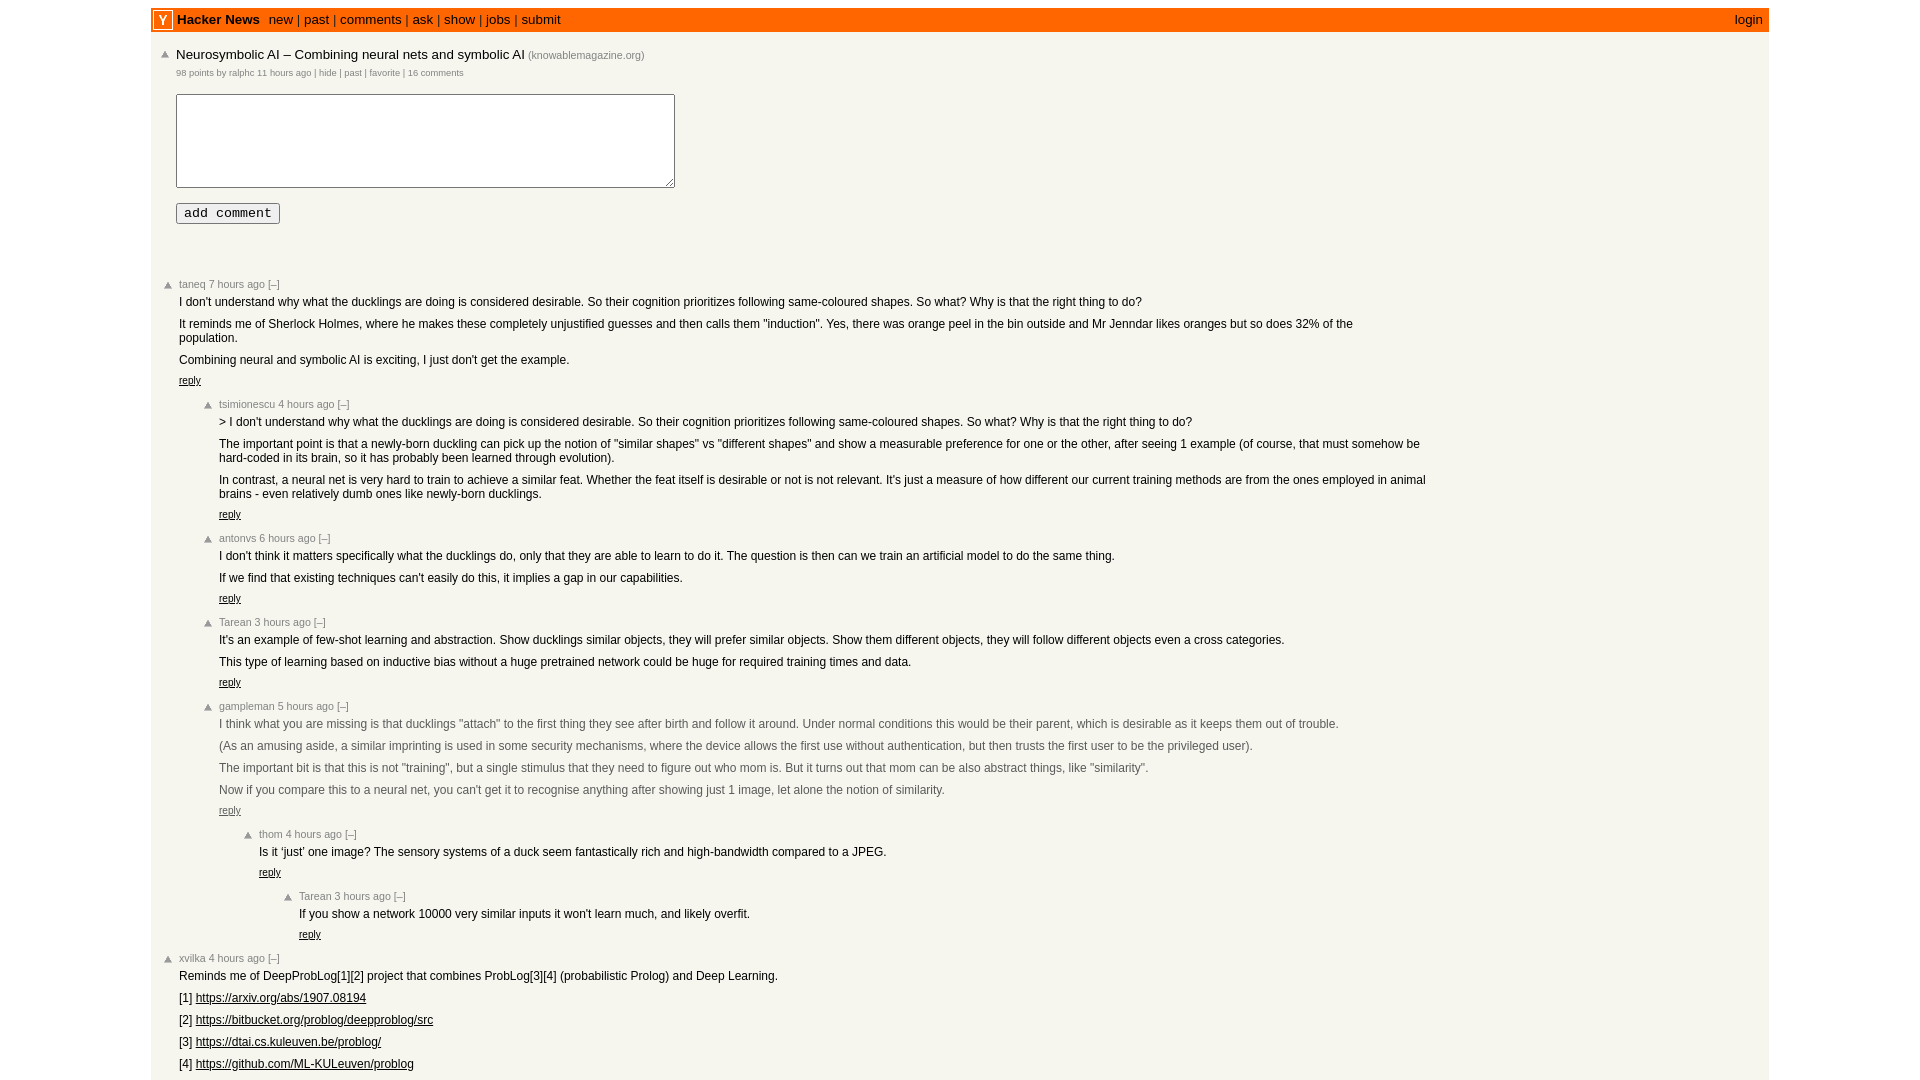 Y Hacker News new | past | comments | ask | show | jobs | submit login
Neurosymbolic AI – Combining neural nets and symbolic AI (knowablemagazine.org)
98 points by ralphc 11 hours ago | hide | past | favorite | 16 comments
add comment
taneq 7 hours ago [–]
I don't understand why what the ducklings are doing is considered desirable. So their cognition prioritizes following same-coloured shapes. So what? Why is that the right thing to do?
It reminds me of Sherlock Holmes, where he makes these completely unjustified guesses and then calls them "induction". Yes, there was orange peel in the bin outside and Mr Jenndar likes oranges but so does 32% of the
population.
Combining neural and symbolic AI is exciting, I just don't get the example.
reply
tsimionescu 4 hours ago [–]
> I don't understand why what the ducklings are doing is considered desirable. So their cognition prioritizes following same-coloured shapes. So what? Why is that the right thing to do?
The important point is that a newly-born duckling can pick up the notion of "similar shapes" vs "different shapes" and show a measurable preference for one or the other, after seeing 1 example (of course, that must somehow be
hard-coded in its brain, so it has probably been learned through evolution).
In contrast, a neural net is very hard to train to achieve a similar feat. Whether the feat itself is desirable or not is not relevant. It's just a measure of how different our current training methods are from the ones employed in animal
brains - even relatively dumb ones like newly-born ducklings.
reply
antonvs 6 hours ago [–]
I don't think it matters specifically what the ducklings do, only that they are able to learn to do it. The question is then can we train an artificial model to do the same thing.
If we find that existing techniques can't easily do this, it implies a gap in our capabilities.
reply
Tarean 3 hours ago [–]
It's an example of few-shot learning and abstraction. Show ducklings similar objects, they will prefer similar objects. Show them different objects, they will follow different objects even a cross categories.
This type of learning based on inductive bias without a huge pretrained network could be huge for required training times and data.
reply
gampleman 5 hours ago [–]
I think what you are missing is that ducklings "attach" to the first thing they see after birth and follow it around. Under normal conditions this would be their parent, which is desirable as it keeps them out of trouble.
(As an amusing aside, a similar imprinting is used in some security mechanisms, where the device allows the first use without authentication, but then trusts the first user to be the privileged user).
The important bit is that this is not "training", but a single stimulus that they need to figure out who mom is. But it turns out that mom can be also abstract things, like "similarity".
Now if you compare this to a neural net, you can't get it to recognise anything after showing just 1 image, let alone the notion of similarity.
reply
thom 4 hours ago [–]
Is it ‘just’ one image? The sensory systems of a duck seem fantastically rich and high-bandwidth compared to a JPEG.
reply
Tarean 3 hours ago [–]
If you show a network 10000 very similar inputs it won't learn much, and likely overfit.
reply
xvilka 4 hours ago [–]
Reminds me of DeepProbLog[1][2] project that combines ProbLog[3][4] (probabilistic Prolog) and Deep Learning.
[1] https://arxiv.org/abs/1907.08194
[2] https://bitbucket.org/problog/deepproblog/src
[3] https://dtai.cs.kuleuven.be/problog/
[4] https://github.com/ML-KULeuven/problog